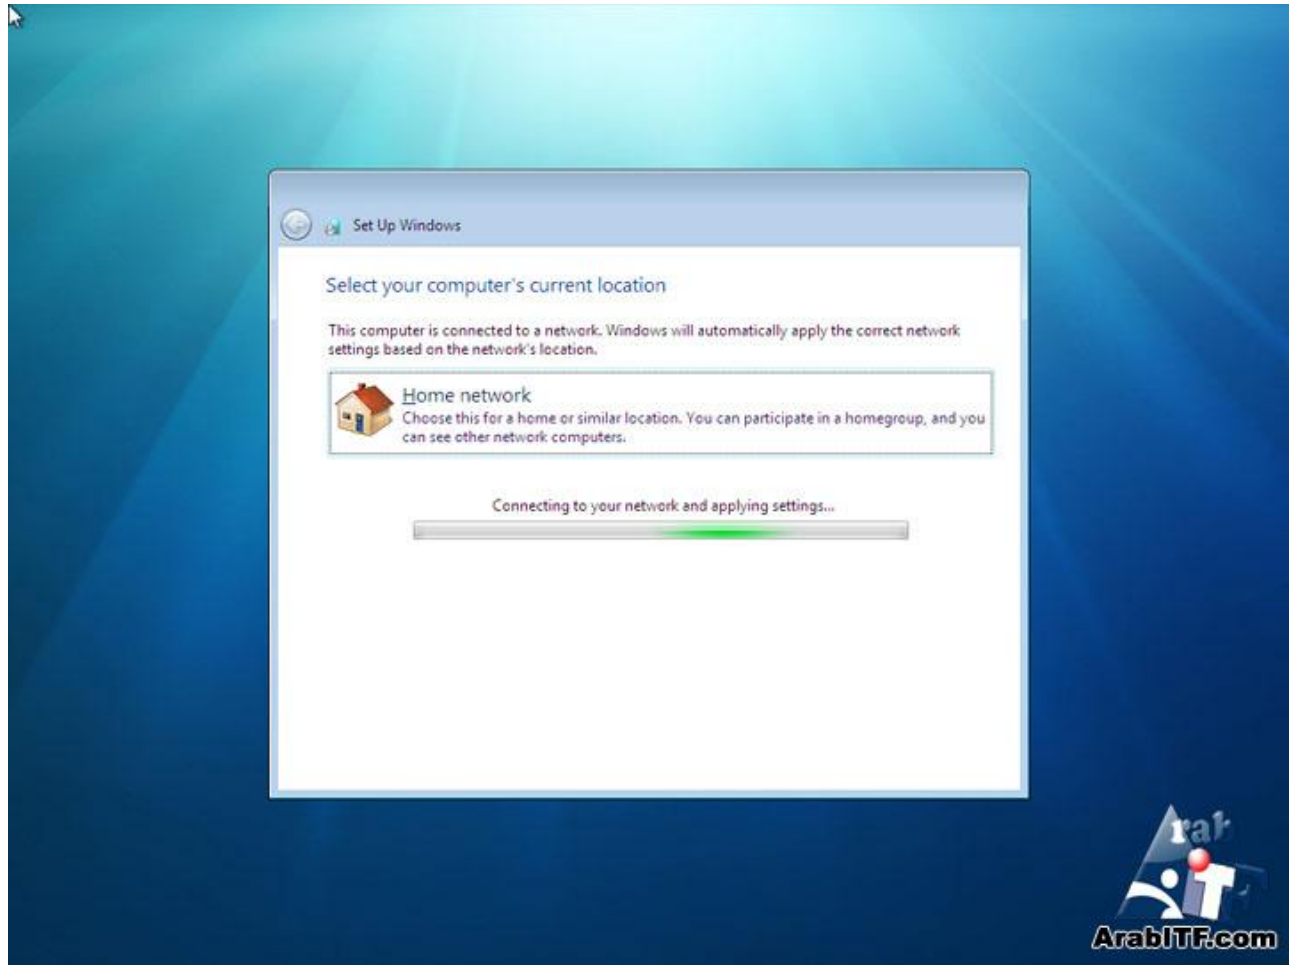 Set Up Windows
Select your computer's current location
This computer is connected to a network. Windows will automatically apply the correct network
settings based on the network's location.
Home network
Choose this for a home or similar location. You can participate in a homegroup, and you
can see other network computers.
Connecting to your network and applying settings...
Arab
iTF
ArabITF.com